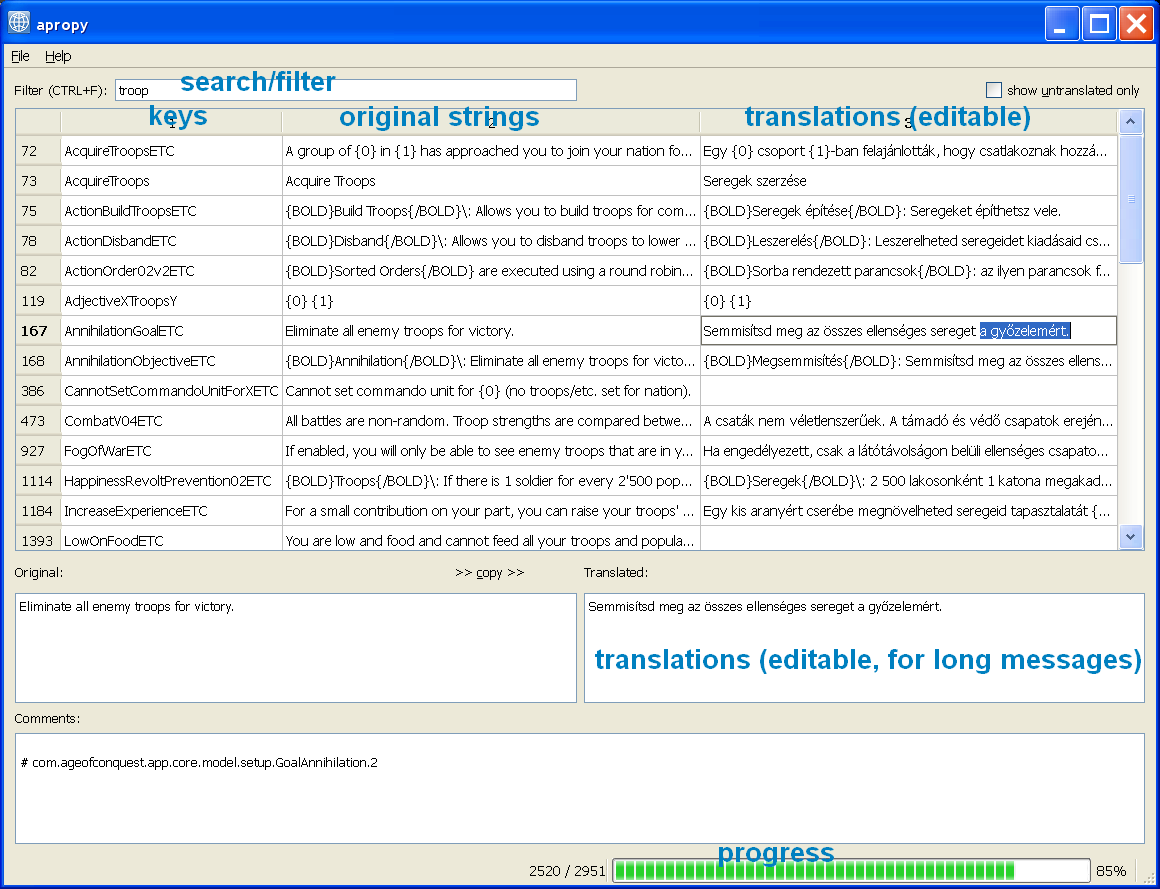 apropy
File Help
Filter (CTRL+F): troop search/filter show untranslated only
keys original strings translations (editable)
1 2 3
72 AcquireTroopsETC A group of {0} in {1} has approached you to join your nation fo... Egy {0} csoport {1}-ban felajánlották, hogy csatlakoznak hozzá...
73 AcquireTroops Acquire Troops Seregek szerzése
75 ActionBuildTroopsETC {BOLD}Build Troops{/BOLD}\: Allows you to build troops for com... {BOLD}Seregek építése{/BOLD}: Seregeket építhetsz vele.
78 ActionDisbandETC {BOLD}Disband{/BOLD}\: Allows you to disband troops to lower ... {BOLD}Leszerelés{/BOLD}: Leszerelheted seregeidet kiadásaid cs...
82 ActionOrder02v2ETC {BOLD}Sorted Orders{/BOLD} are executed using a round robin... {BOLD}Sorba rendezett parancsok{/BOLD}: az ilyen parancsok f...
119 AdjectiveXTroopsY {0} {1} {0} {1}
167 AnnihilationGoalETC Eliminate all enemy troops for victory. Semmisítsd meg az összes ellenséges sereget a győzelemért.
168 AnnihilationObjectiveETC {BOLD}Annihilation{/BOLD}\: Eliminate all enemy troops for victo... {BOLD}Megsemmisítés{/BOLD}: Semmisítsd meg az összes ellens...
386 CannotSetCommandoUnitForXETC Cannot set commando unit for {0} (no troops/etc. set for nation).
473 CombatV04ETC All battles are non-random. Troop strengths are compared betwe... A csaták nem véletlenszerűek. A támadó és védő csapatok erején...
927 FogOfWarETC If enabled, you will only be able to see enemy troops that are in y... Ha engedélyezett, csak a látótávolságon belüli ellenséges csapato...
1114 HappinessRevoltPrevention02ETC {BOLD}Troops{/BOLD}\: If there is 1 soldier for every 2'500 pop... {BOLD}Seregek{/BOLD}\: 2 500 lakosonként 1 katona megakad...
1184 IncreaseExperienceETC For a small contribution on your part, you can raise your troops' ... Egy kis aranyért cserébe megnövelheted seregeid tapasztalatát {...
1393 LowOnFoodETC You are low and food and cannot feed all your troops and popula...
Original: >> copy >> Translated:
Eliminate all enemy troops for victory. Semmisítsd meg az összes ellenséges sereget a győzelemért.
translations (editable, for long messages)
Comments:
# com.ageofconquest.app.core.model.setup.GoalAnnihilation.2
progress
2520 / 2951 85%